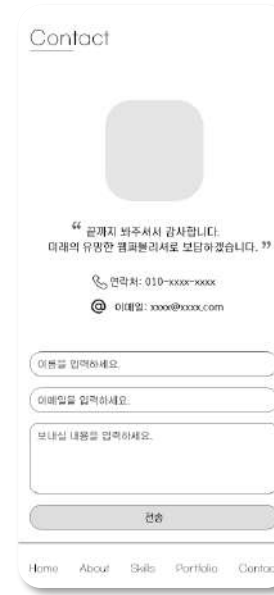 Contact
“ 끝까지 봐주셔서 감사합니다.
미래의 유망한 웹퍼블리셔로 보답하겠습니다. ”
연락처: 010-xxxx-xxxx
@ 이메일: xxxx@xxxx.com
이름을 입력하세요.
이메일을 입력하세요.
보내실 내용을 입력하세요.
전송
Home About Skills Portfolio Contac